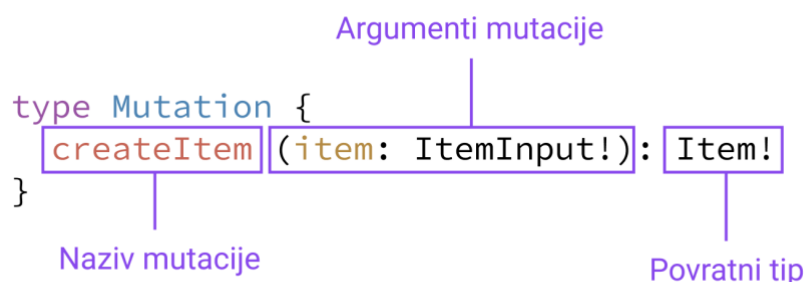 Argumenti mutacije
type Mutation {
createItem (item: ItemInput!): Item!
}
Naziv mutacije
Povratni tip